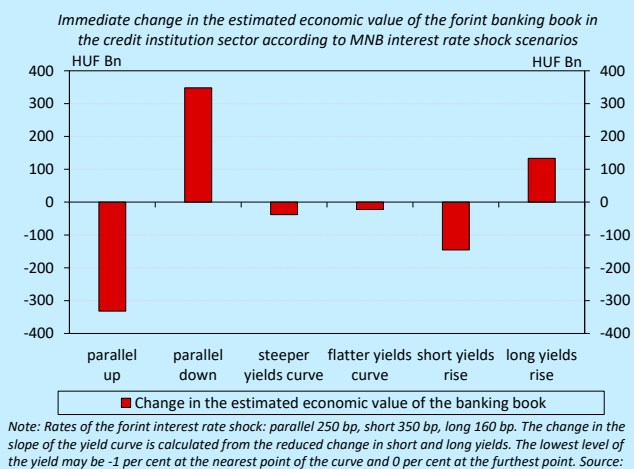 Immediate change in the estimated economic value of the forint banking book in
the credit institution sector according to MNB interest rate shock scenarios
HUF Bn HUF Bn
400 400
300 300
200 200
100 100
0 0
-100 -100
-200 -200
-300 -300
-400 -400
parallel parallel steeper flatter yields short yields long yields
up down yields curve curve rise rise
Change in the estimated economic value of the banking book
Note: Rates of the forint interest rate shock: parallel 250 bp, short 350 bp, long 160 bp. The change in the
slope of the yield curve is calculated from the reduced change in short and long yields. The lowest level of
the yield may be -1 per cent at the nearest point of the curve and 0 per cent at the furthest point. Source: